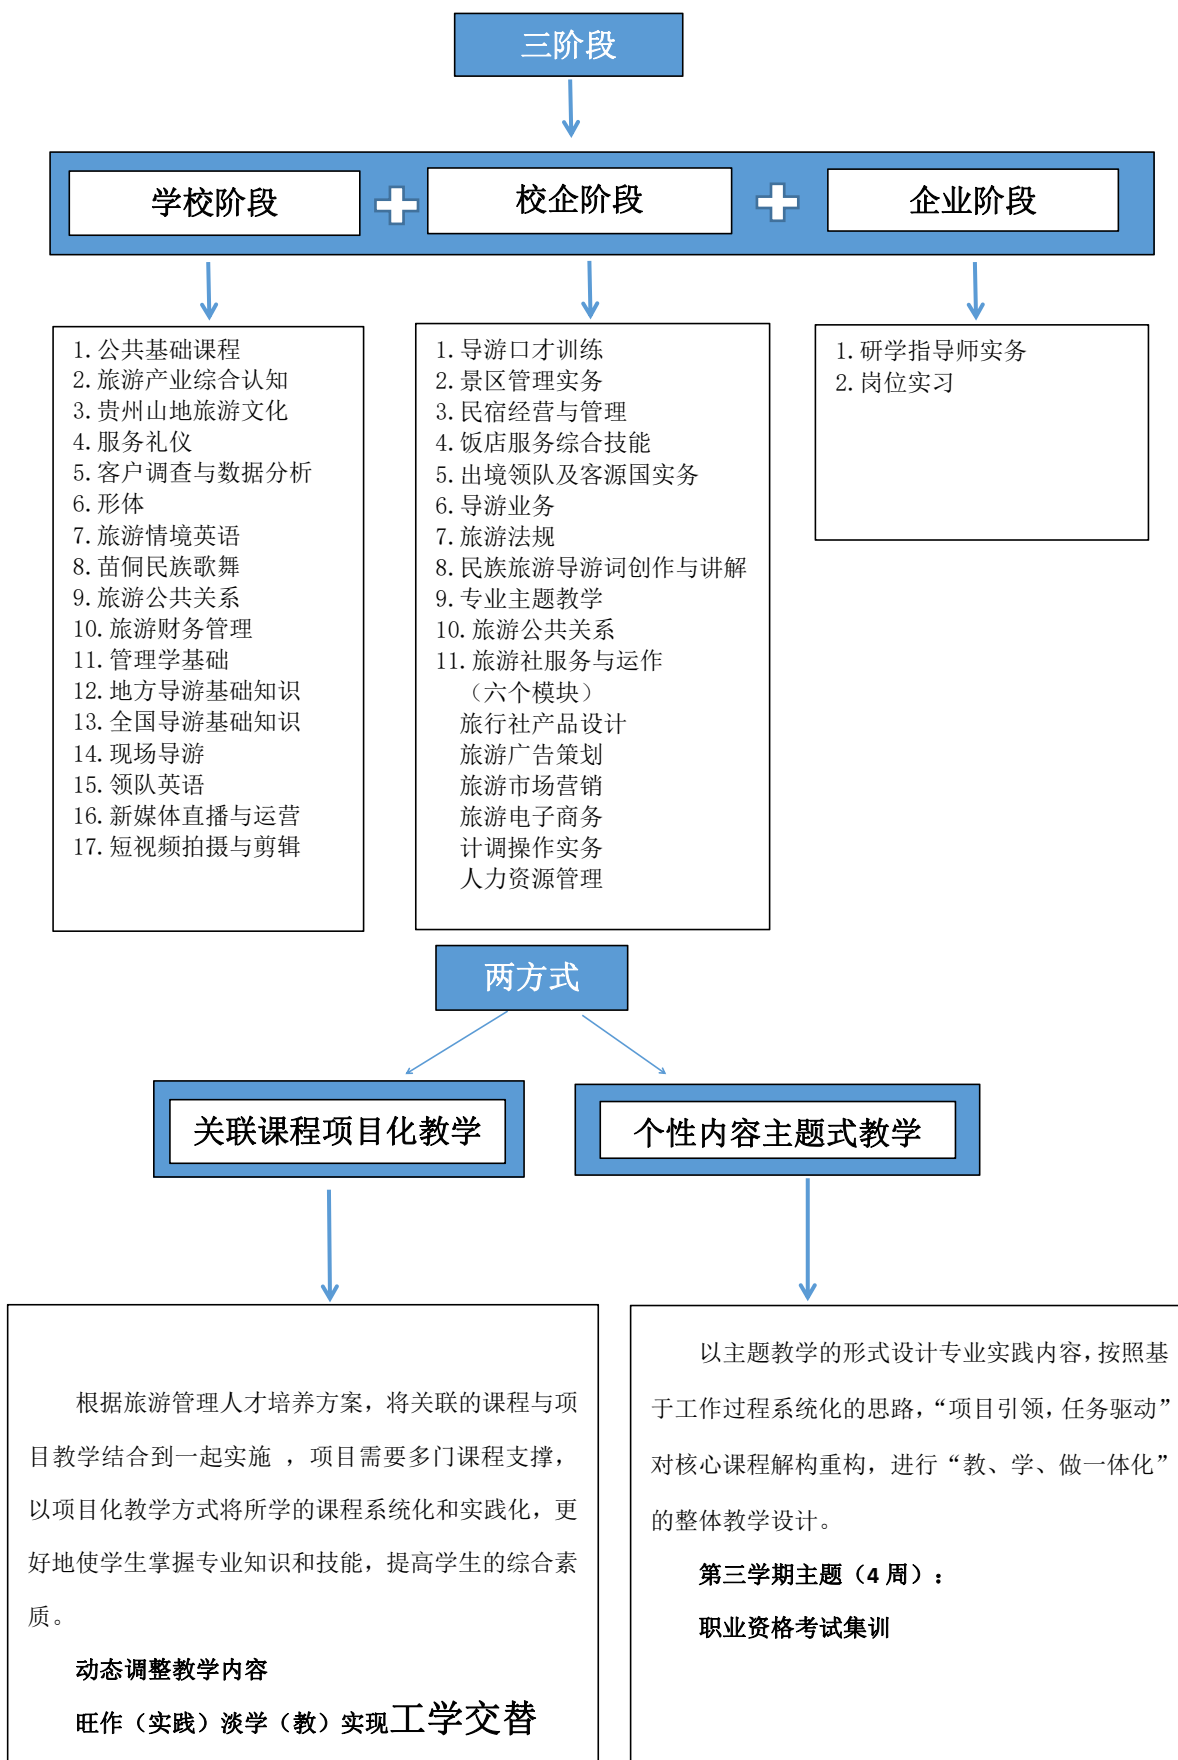 三阶段
学校阶段
校企阶段
企业阶段
1.公共基础课程
2.旅游产业综合认知
3.贵州山地旅游文化
4.服务礼仪
5.客户调查与数据分析
6.形体
7.旅游情境英语
8.苗侗民族歌舞
9.旅游公共关系
10.旅游财务管理
11.管理学基础
12.地方导游基础知识
13.全国导游基础知识
14.现场导游
15.领队英语
16.新媒体直播与运营
17.短视频拍摄与剪辑
1.导游口才训练
2.景区管理实务
3.民宿经营与管理
4.饭店服务综合技能
5.出境领队及客源国实务
6.导游业务
7.旅游法规
8.民族旅游导游词创作与讲解
9.专业主题教学
10.旅游公共关系
11.旅游社服务与运作
（六个模块）
旅行社产品设计
旅游广告策划
旅游市场营销
旅游电子商务
计调操作实务
人力资源管理
1.研学指导师实务
2.岗位实习
两方式
关联课程项目化教学
个性内容主题式教学
根据旅游管理人才培养方案，将关联的课程与项
目教学结合到一起实施 ，项目需要多门课程支撑，
以项目化教学方式将所学的课程系统化和实践化，更
好地使学生掌握专业知识和技能，提高学生的综合素
质。
动态调整教学内容
旺作（实践）淡学（教）实现工学交替
以主题教学的形式设计专业实践内容，按照基
于工作过程系统化的思路，“项目引领，任务驱动”
对核心课程解构重构，进行“教、学、做一体化”
的整体教学设计。
第三学期主题（4 周）：
职业资格考试集训